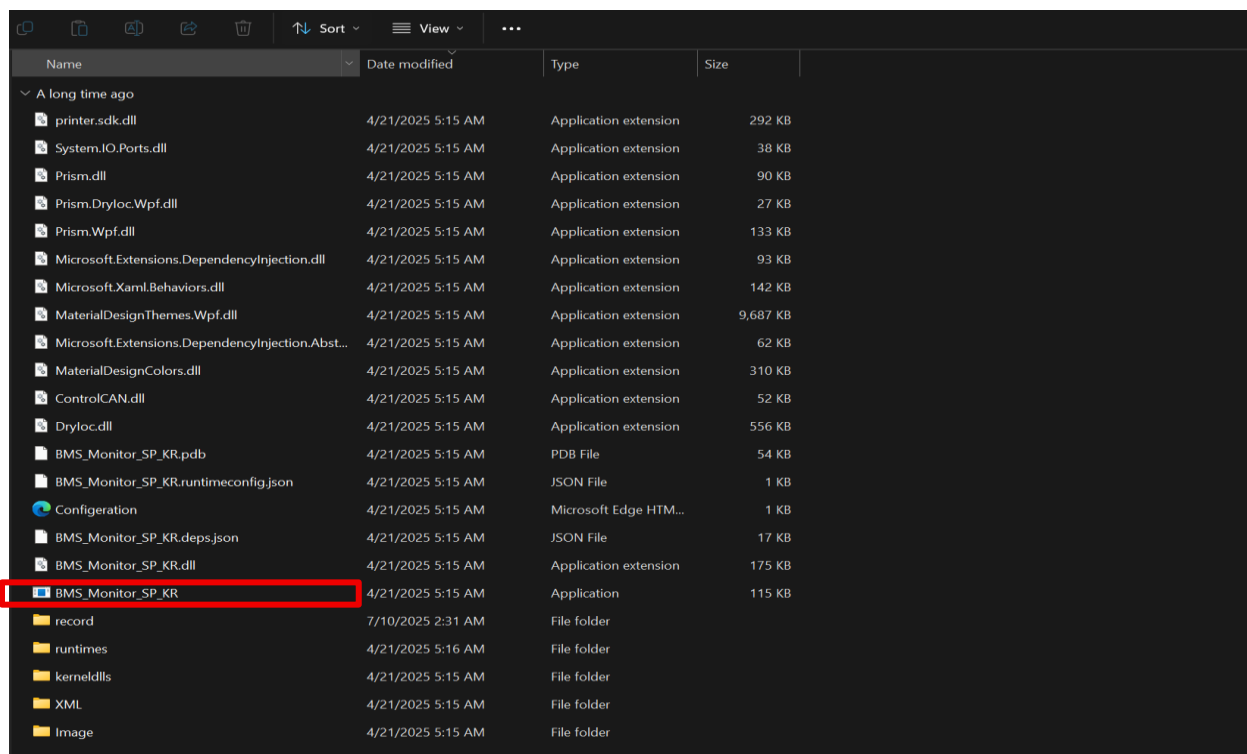 Sort View
Name Date modified Type Size
A long time ago
printer.sdk.dll 4/21/2025 5:15 AM Application extension 292 KB
System.IO.Ports.dll 4/21/2025 5:15 AM Application extension 38 KB
Prism.dll 4/21/2025 5:15 AM Application extension 90 KB
Prism.DryIoc.Wpf.dll 4/21/2025 5:15 AM Application extension 27 KB
Prism.Wpf.dll 4/21/2025 5:15 AM Application extension 133 KB
Microsoft.Extensions.DependencyInjection.dll 4/21/2025 5:15 AM Application extension 93 KB
Microsoft.Xaml.Behaviors.dll 4/21/2025 5:15 AM Application extension 142 KB
MaterialDesignThemes.Wpf.dll 4/21/2025 5:15 AM Application extension 9,687 KB
Microsoft.Extensions.DependencyInjection.Abst... 4/21/2025 5:15 AM Application extension 62 KB
MaterialDesignColors.dll 4/21/2025 5:15 AM Application extension 310 KB
ControlCAN.dll 4/21/2025 5:15 AM Application extension 52 KB
DryIoc.dll 4/21/2025 5:15 AM Application extension 556 KB
BMS_Monitor_SP_KR.pdb 4/21/2025 5:15 AM PDB File 54 KB
BMS_Monitor_SP_KR.runtimeconfig.json 4/21/2025 5:15 AM JSON File 1 KB
Configeration 4/21/2025 5:15 AM Microsoft Edge HTM... 1 KB
BMS_Monitor_SP_KR.deps.json 4/21/2025 5:15 AM JSON File 17 KB
BMS_Monitor_SP_KR.dll 4/21/2025 5:15 AM Application extension 175 KB
BMS_Monitor_SP_KR 4/21/2025 5:15 AM Application 115 KB
record 7/10/2025 2:31 AM File folder
runtimes 4/21/2025 5:16 AM File folder
kerneldlls 4/21/2025 5:15 AM File folder
XML 4/21/2025 5:15 AM File folder
Image 4/21/2025 5:15 AM File folder